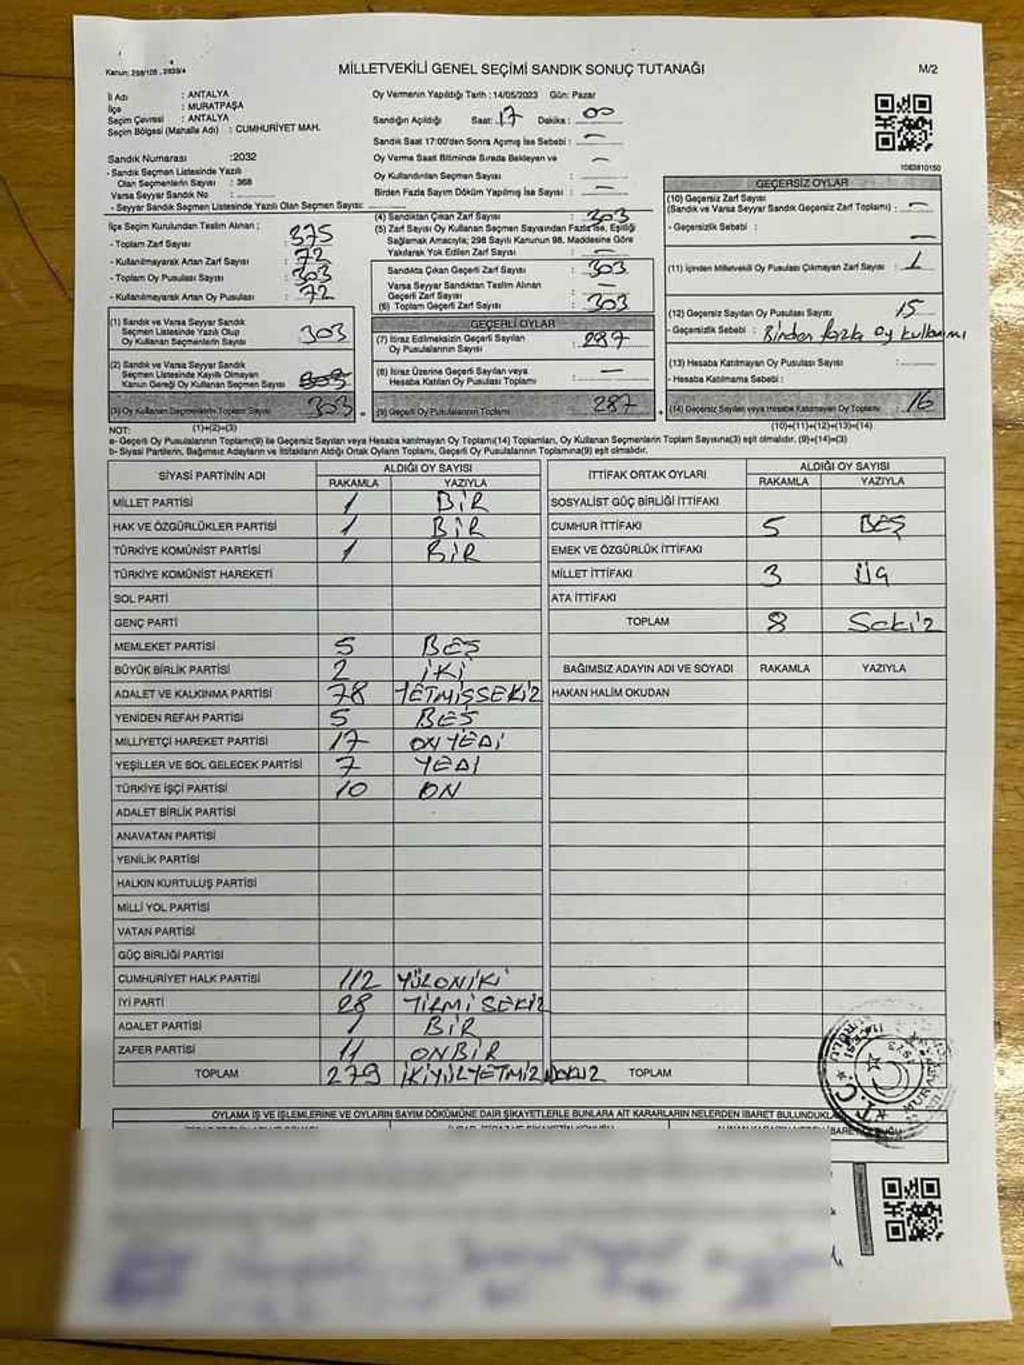 Kanun: 298/105 , 2839/4
MİLLETVEKİLİ GENEL SEÇİMİ SANDIK SONUÇ TUTANAĞI
M/2
İl Adı : ANTALYA
İlçe : MURATPAŞA
Seçim Çevresi : ANTALYA
Seçim Bölgesi (Mahalle Adı) : CUMHURİYET MAH.
Sandık Numarası :2032
- Sandık Seçmen Listesinde Yazılı
Olan Seçmenlerin Sayısı : 368
Varsa Seyyar Sandık No :
- Seyyar Sandık Seçmen Listesinde Yazılı Olan Seçmen Sayısı:
Oy Vermenin Yapıldığı Tarih : 14/05/2023 Gün: Pazar
Sandığın Açıldığı Saat: 17 Dakika : 00
Sandık Saat 17:00'den Sonra Açılmış İse Sebebi : —
Oy Verme Saat Bitiminde Sırada Bekleyen ve
Oy Kullandırılan Seçmen Sayısı : —
Birden Fazla Sayım Döküm Yapılmış İse Sayısı : —
1083810150
İlçe Seçim Kurulundan Teslim Alınan ;
- Toplam Zarf Sayısı : 375
- Kullanılmayarak Artan Zarf Sayısı : 72
- Toplam Oy Pusulası Sayısı : 303
- Kullanılmayarak Artan Oy Pusulası : 72
(1) Sandık ve Varsa Seyyar Sandık
Seçmen Listesinde Yazılı Olup
Oy Kullanan Seçmenlerin Sayısı : 303
(2) Sandık ve Varsa Seyyar Sandık
Seçmen Listesinde Kayıtlı Olmayan
Kanun Gereği Oy Kullanan Seçmen Sayısı
(3) Oy Kullanan Seçmenlerin Toplam Sayısı 303
(1)+(2)=(3)
(4) Sandıktan Çıkan Zarf Sayısı : 303
(5) Zarf Sayısı Oy Kullanan Seçmen Sayısından Fazla İse, Eşitliği
Sağlamak Amacıyla; 298 Sayılı Kanunun 98. Maddesine Göre
Yakılarak Yok Edilen Zarf Sayısı : —
Sandıkta Çıkan Geçerli Zarf Sayısı : 303
Varsa Seyyar Sandıktan Teslim Alınan
Geçerli Zarf Sayısı : —
(6) Toplam Geçerli Zarf Sayısı : 303
GEÇERLİ OYLAR
(7) İtiraz Edilmeksizin Geçerli Sayılan
Oy Pusulalarının Sayısı : 287
(8) İtiraz Üzerine Geçerli Sayılan veya
Hesaba Katılan Oy Pusulası Toplamı : —
(9) Geçerli Oy Pusulalarının Toplamı : 287
GEÇERSİZ OYLAR
(10) Geçersiz Zarf Sayısı
(Sandık ve Varsa Seyyar Sandık Geçersiz Zarf Toplamı) : —
- Geçersizlik Sebebi : —
(11) İçinden Milletvekili Oy Pusulası Çıkmayan Zarf Sayısı : 1
(12) Geçersiz Sayılan Oy Pusulası Sayısı : 15
- Geçersizlik Sebebi : Birden fazla oy kullanımı
(13) Hesaba Katılmayan Oy Pusulası Sayısı :
- Hesaba Katılmama Sebebi :
(14) Geçersiz Sayılan veya Hesaba Katılmayan Oy Toplamı : 16
(10)+(11)+(12)+(13)=(14)
NOT:
a- Geçerli Oy Pusulalarının Toplamı(9) ile Geçersiz Sayılan veya Hesaba katılmayan Oy Toplamı(14) Toplamları, Oy Kullanan Seçmenlerin Toplam Sayısına(3) eşit olmalıdır. (9)+(14)=(3)
b- Siyasi Partilerin, Bağımsız Adayların ve İttifakların Aldığı Ortak Oyların Toplamı, Geçerli Oy Pusulalarının Toplamına(9) eşit olmalıdır.
SİYASİ PARTİNİN ADI ALDIĞI OY SAYISI
RAKAMLA YAZIYLA
MİLLET PARTİSİ 1 BİR
HAK VE ÖZGÜRLÜKLER PARTİSİ 1 BİR
TÜRKİYE KOMÜNİST PARTİSİ 1 BİR
TÜRKİYE KOMÜNİST HAREKETİ
SOL PARTİ
GENÇ PARTİ
MEMLEKET PARTİSİ 5 BEŞ
BÜYÜK BİRLİK PARTİSİ 2 İKİ
ADALET VE KALKINMA PARTİSİ 78 YETMİŞSEKİZ
YENİDEN REFAH PARTİSİ 5 BEŞ
MİLLİYETÇİ HAREKET PARTİSİ 17 ONYEDİ
YEŞİLLER VE SOL GELECEK PARTİSİ 7 YEDİ
TÜRKİYE İŞÇİ PARTİSİ 10 ON
ADALET BİRLİK PARTİSİ
ANAVATAN PARTİSİ
YENİLİK PARTİSİ
HALKIN KURTULUŞ PARTİSİ
MİLLİ YOL PARTİSİ
VATAN PARTİSİ
GÜÇ BİRLİĞİ PARTİSİ
CUMHURİYET HALK PARTİSİ 112 YÜZONİKİ
İYİ PARTİ 28 YİRMİ SEKİZ
ADALET PARTİSİ 1 BİR
ZAFER PARTİSİ 11 ONBİR
TOPLAM 279 İKİYÜZYETMİŞDOKUZ
İTTİFAK ORTAK OYLARI ALDIĞI OY SAYISI
RAKAMLA YAZIYLA
SOSYALİST GÜÇ BİRLİĞİ İTTİFAKI
CUMHUR İTTİFAKI 5 BEŞ
EMEK VE ÖZGÜRLÜK İTTİFAKI
MİLLET İTTİFAKI 3 ÜÇ
ATA İTTİFAKI
TOPLAM 8 Sekiz
BAĞIMSIZ ADAYIN ADI VE SOYADI RAKAMLA YAZIYLA
HAKAN HALİM OKUDAN
TOPLAM
T.C.
OYLAMA İŞ VE İŞLEMLERİNE VE OYLARIN SAYIM DÖKÜMÜNE DAİR ŞİKAYETLERLE BUNLARA AİT KARARLARIN NELERDEN İBARET BULUNDUKLA